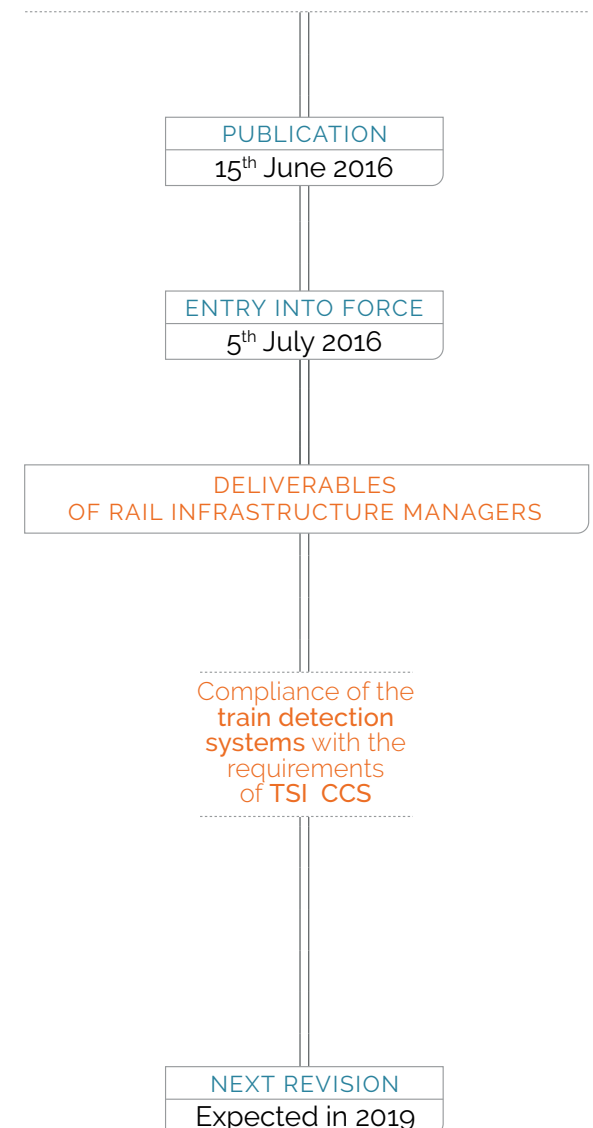 PUBLICATION
15th June 2016
ENTRY INTO FORCE
5th July 2016
DELIVERABLES
OF RAIL INFRASTRUCTURE MANAGERS
Compliance of the
train detection
systems with the
requirements
of TSI CCS
NEXT REVISION
Expected in 2019